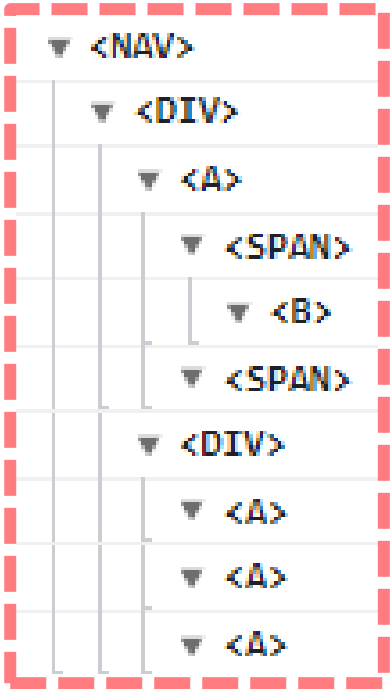 <NAV>
<DIV>
<A>
<SPAN>
<B>
<SPAN>
<DIV>
<A>
<A>
<A>